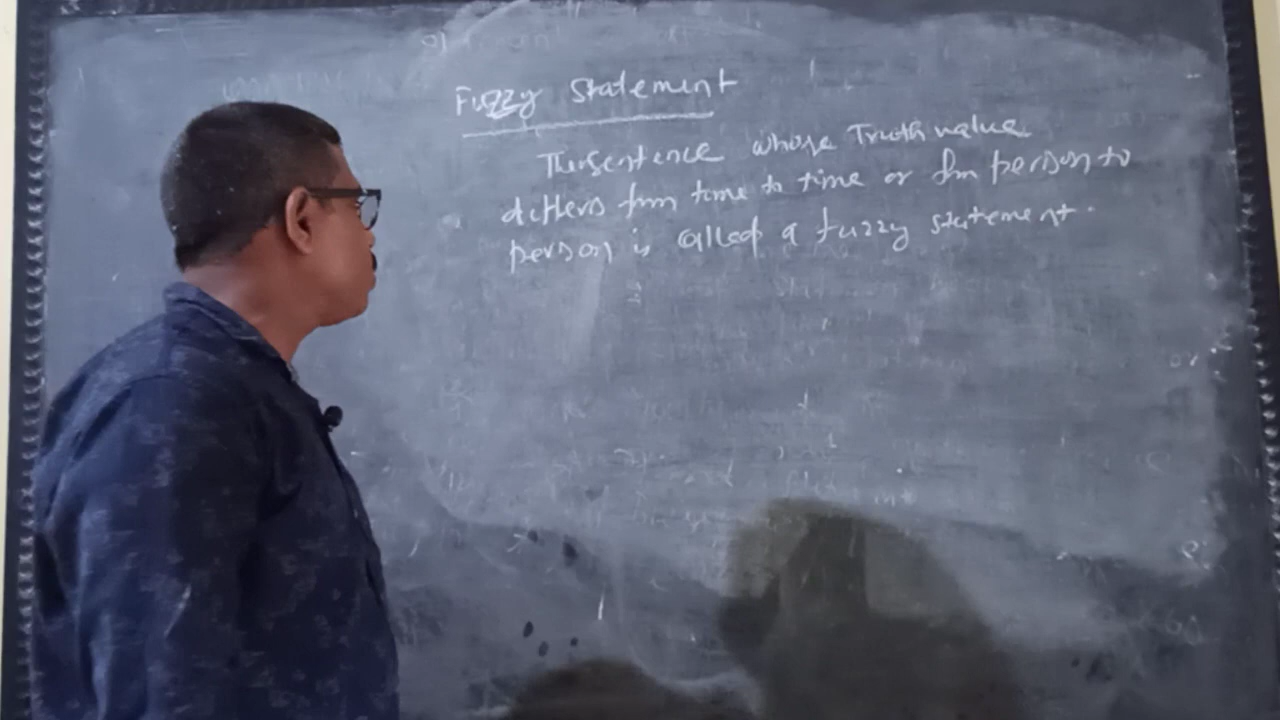 Fuzzy Statement
The sentence whose Truth value
differs from time to time or from person to
person is called a fuzzy statement.